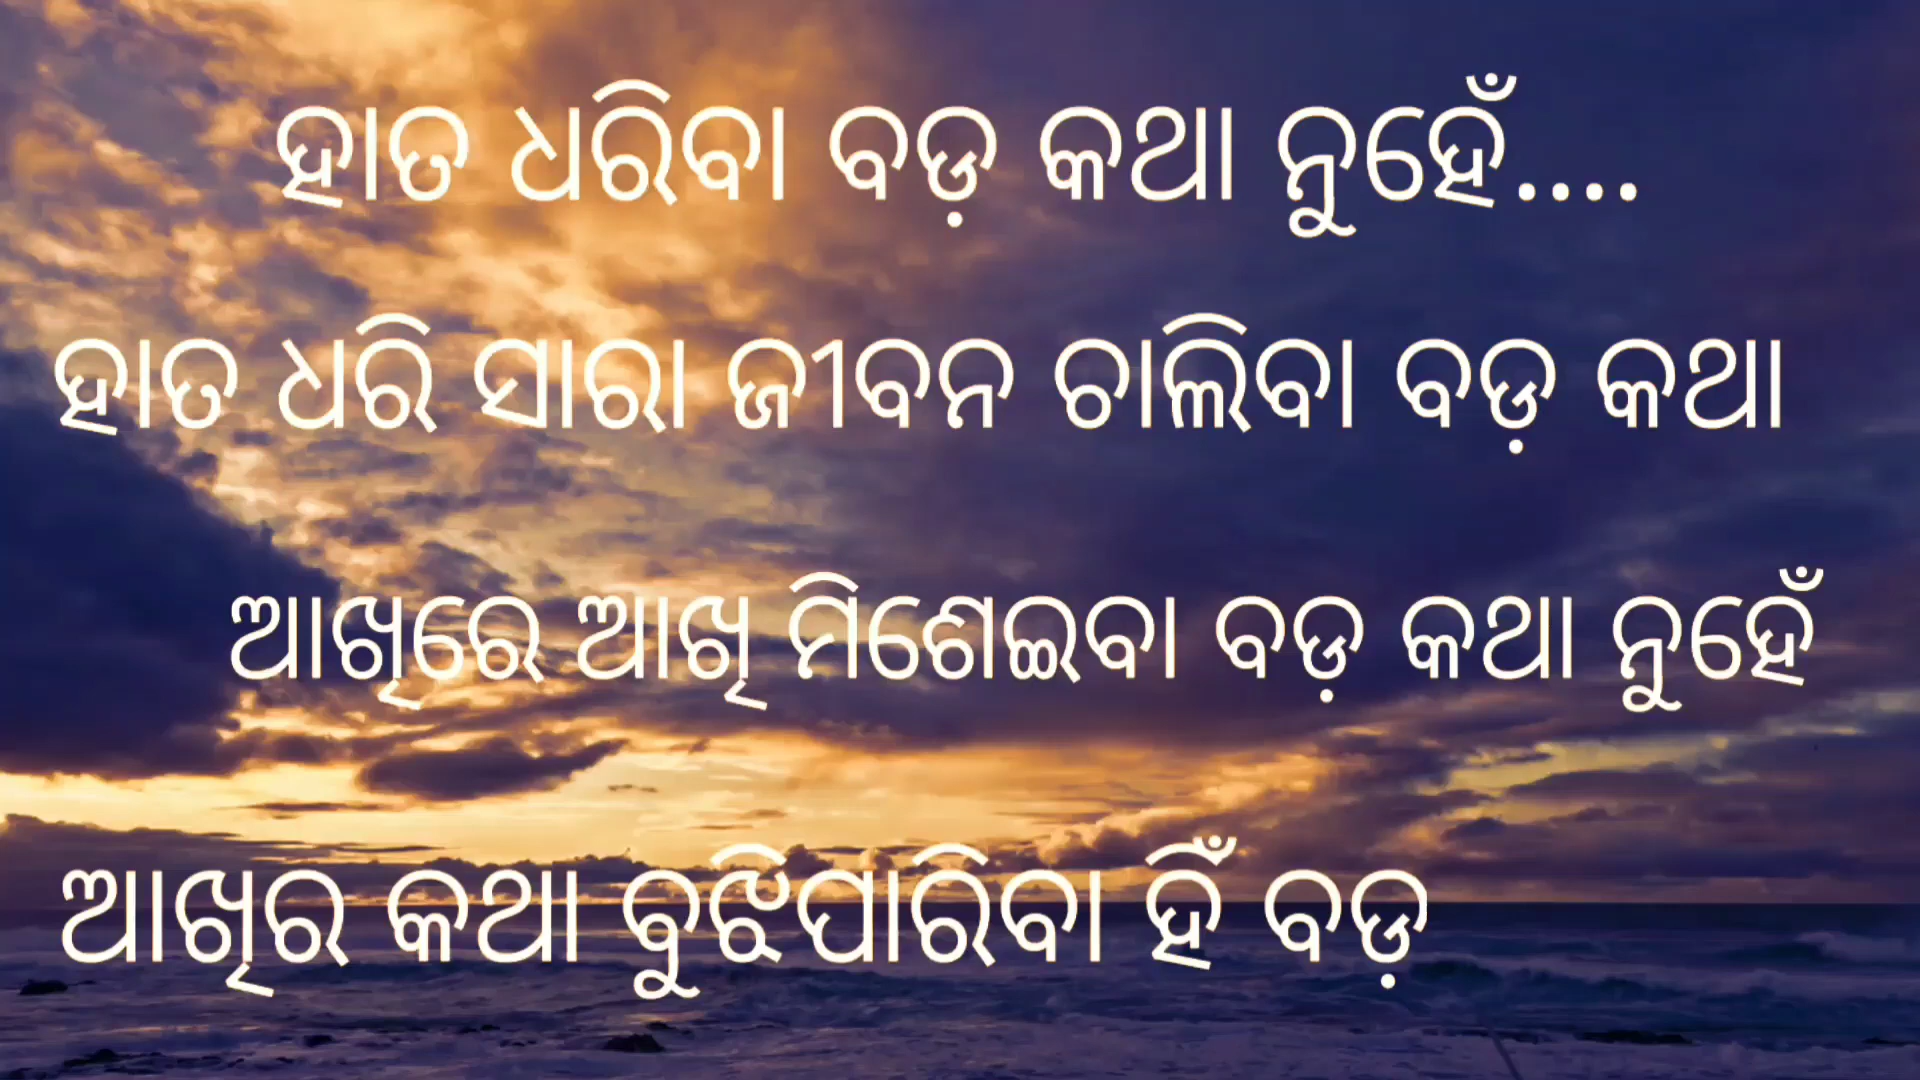 ହାତ ଧରିବା ବଡ଼ କଥା ନୁହେଁ....
ହାତ ଧରି ସାରା ଜୀବନ ଚାଲିବା ବଡ଼ କଥା
ଆଖିରେ ଆଖି ମିଶେଇବା ବଡ଼ କଥା ନୁହେଁ
ଆଖିର କଥା ବୁଝିପାରିବା ହିଁ ବଡ଼